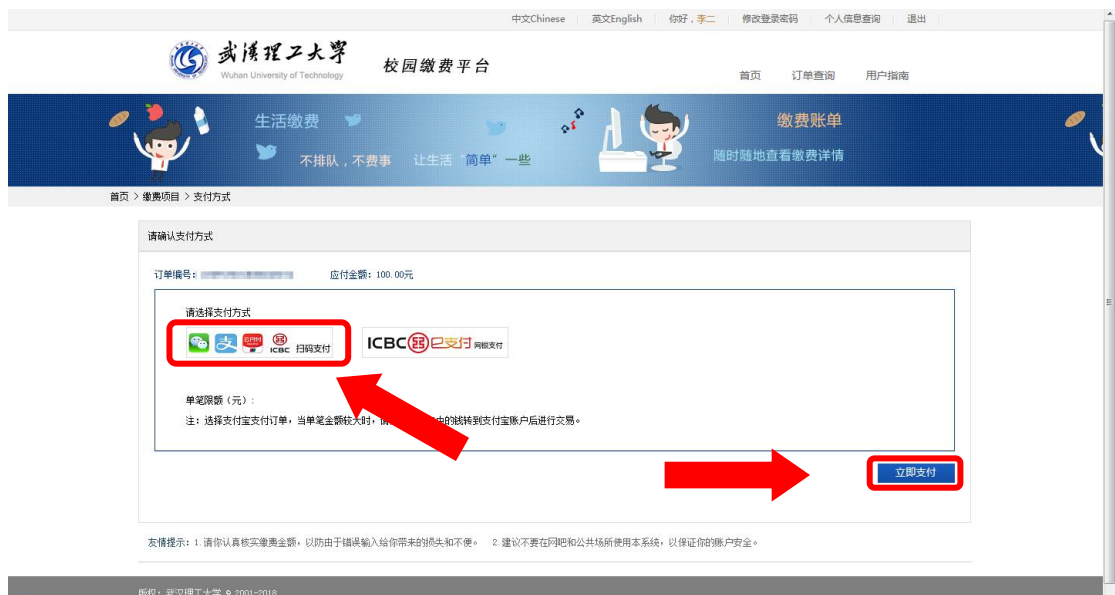 中文Chinese 英文English 你好，李二 修改登录密码 个人信息查询 退出
武汉理工大学 校园缴费平台
Wuhan University of Technology
首页 订单查询 用户指南
生活缴费 缴费账单
不排队，不费事 让生活“简单”一些 随时随地查看缴费详情
首页 > 缴费项目 > 支付方式
请确认支付方式
订单编号： 应付金额：100.00元
请选择支付方式
ICBC 扫码支付 ICBC e支付 网银支付
单笔限额（元）：
注：选择支付宝支付订单，当单笔金额较大时， 中的钱转到支付宝账户后进行交易。
立即支付
友情提示：1.请你认真核实缴费金额，以防由于错误输入给你带来的损失和不便。 2.建议不要在网吧和公共场所使用本系统，以保证你的账户安全。
版权：武汉理工大学 © 2001-2018